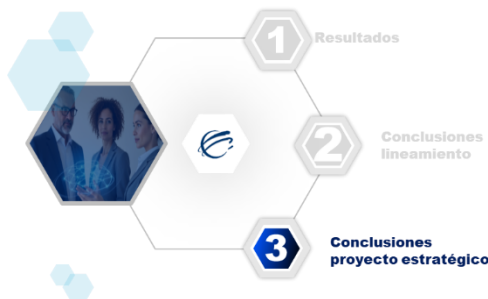 1
Resultados
2
Conclusiones
lineamiento
3
Conclusiones
proyecto estratégico